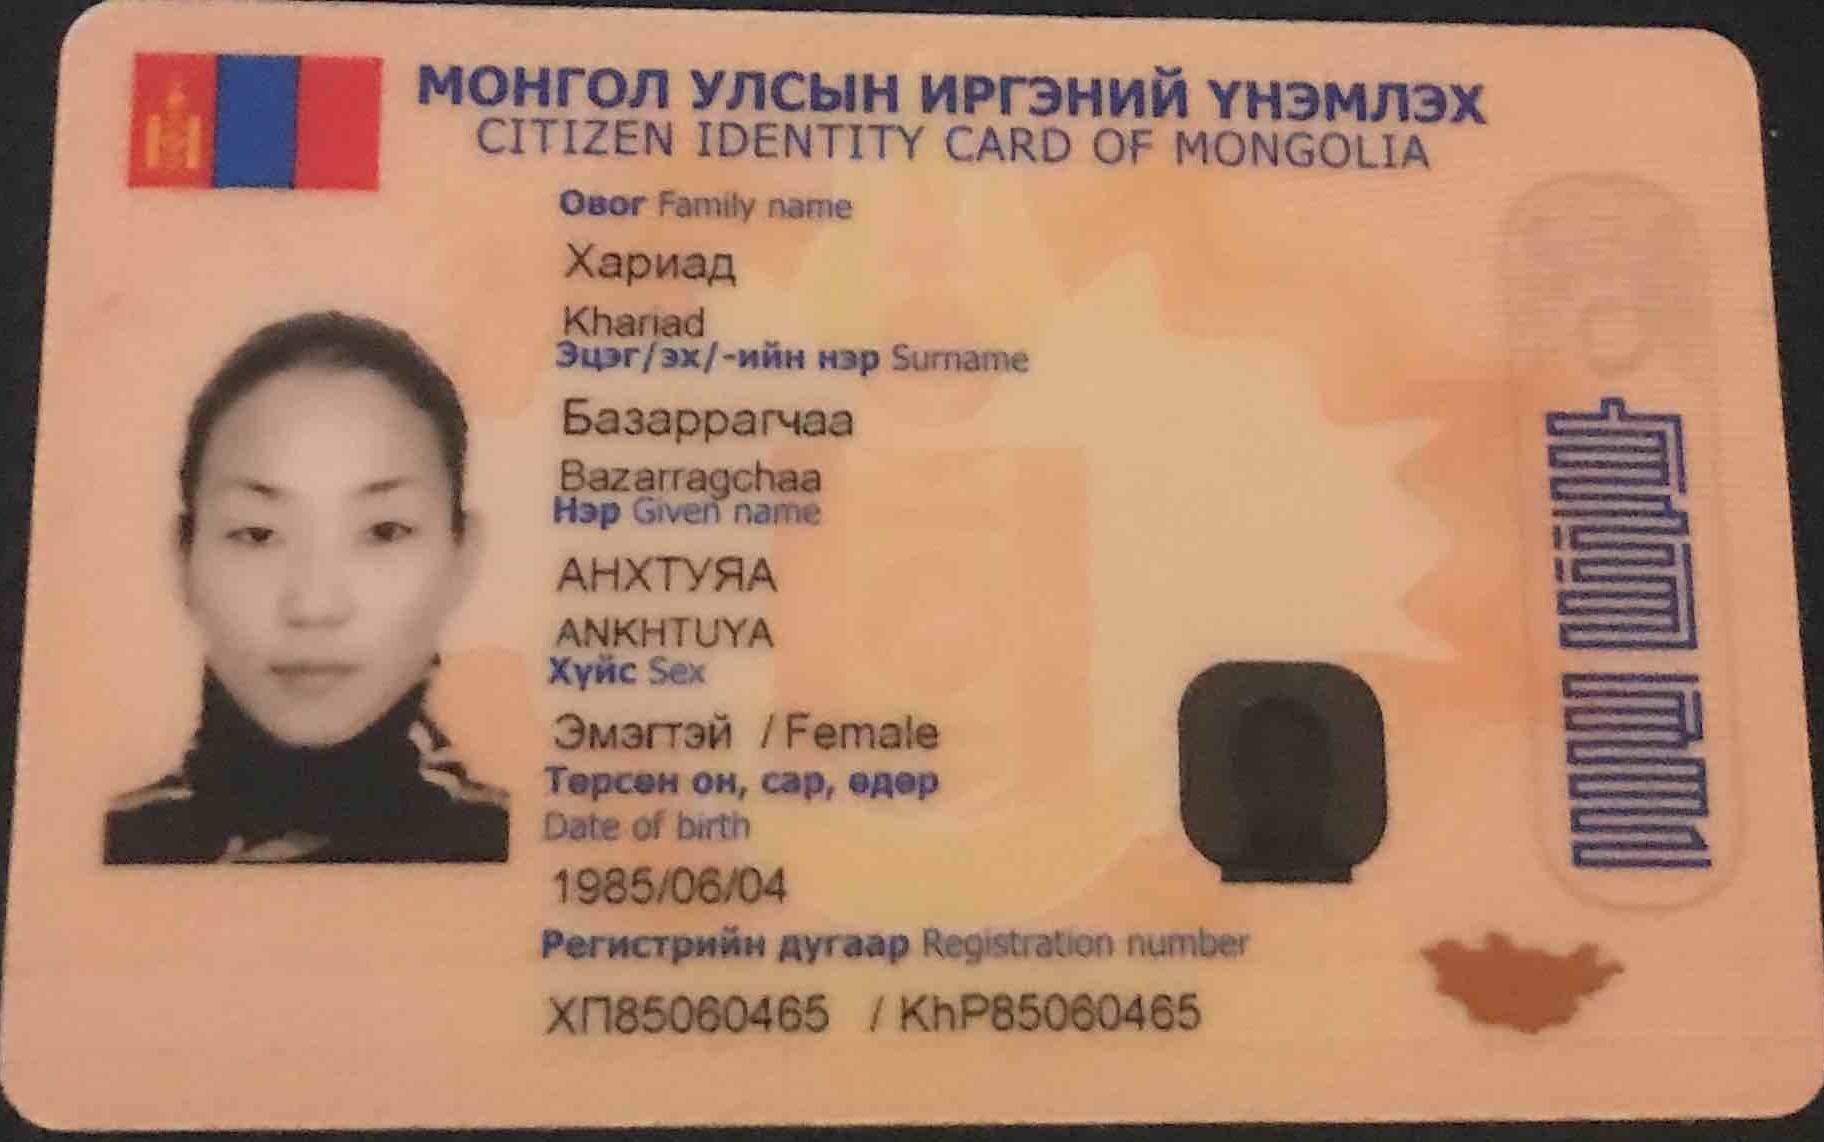 МОНГОЛ УЛСЫН ИРГЭНИЙ ҮНЭМЛЭХ
CITIZEN IDENTITY CARD OF MONGOLIA
Овог Family name
Хариад
Khariad
Эцэг/эх/-ийн нэр Surname
Базаррагчаа
Bazarragchaa
Нэр Given name
АНХТУЯА
ANKHTUYA
Хүйс Sex
Эмэгтэй / Female
Төрсөн он, сар, өдөр
Date of birth
1985/06/04
Регистрийн дугаар Registration number
ХП85060465 / KhP85060465